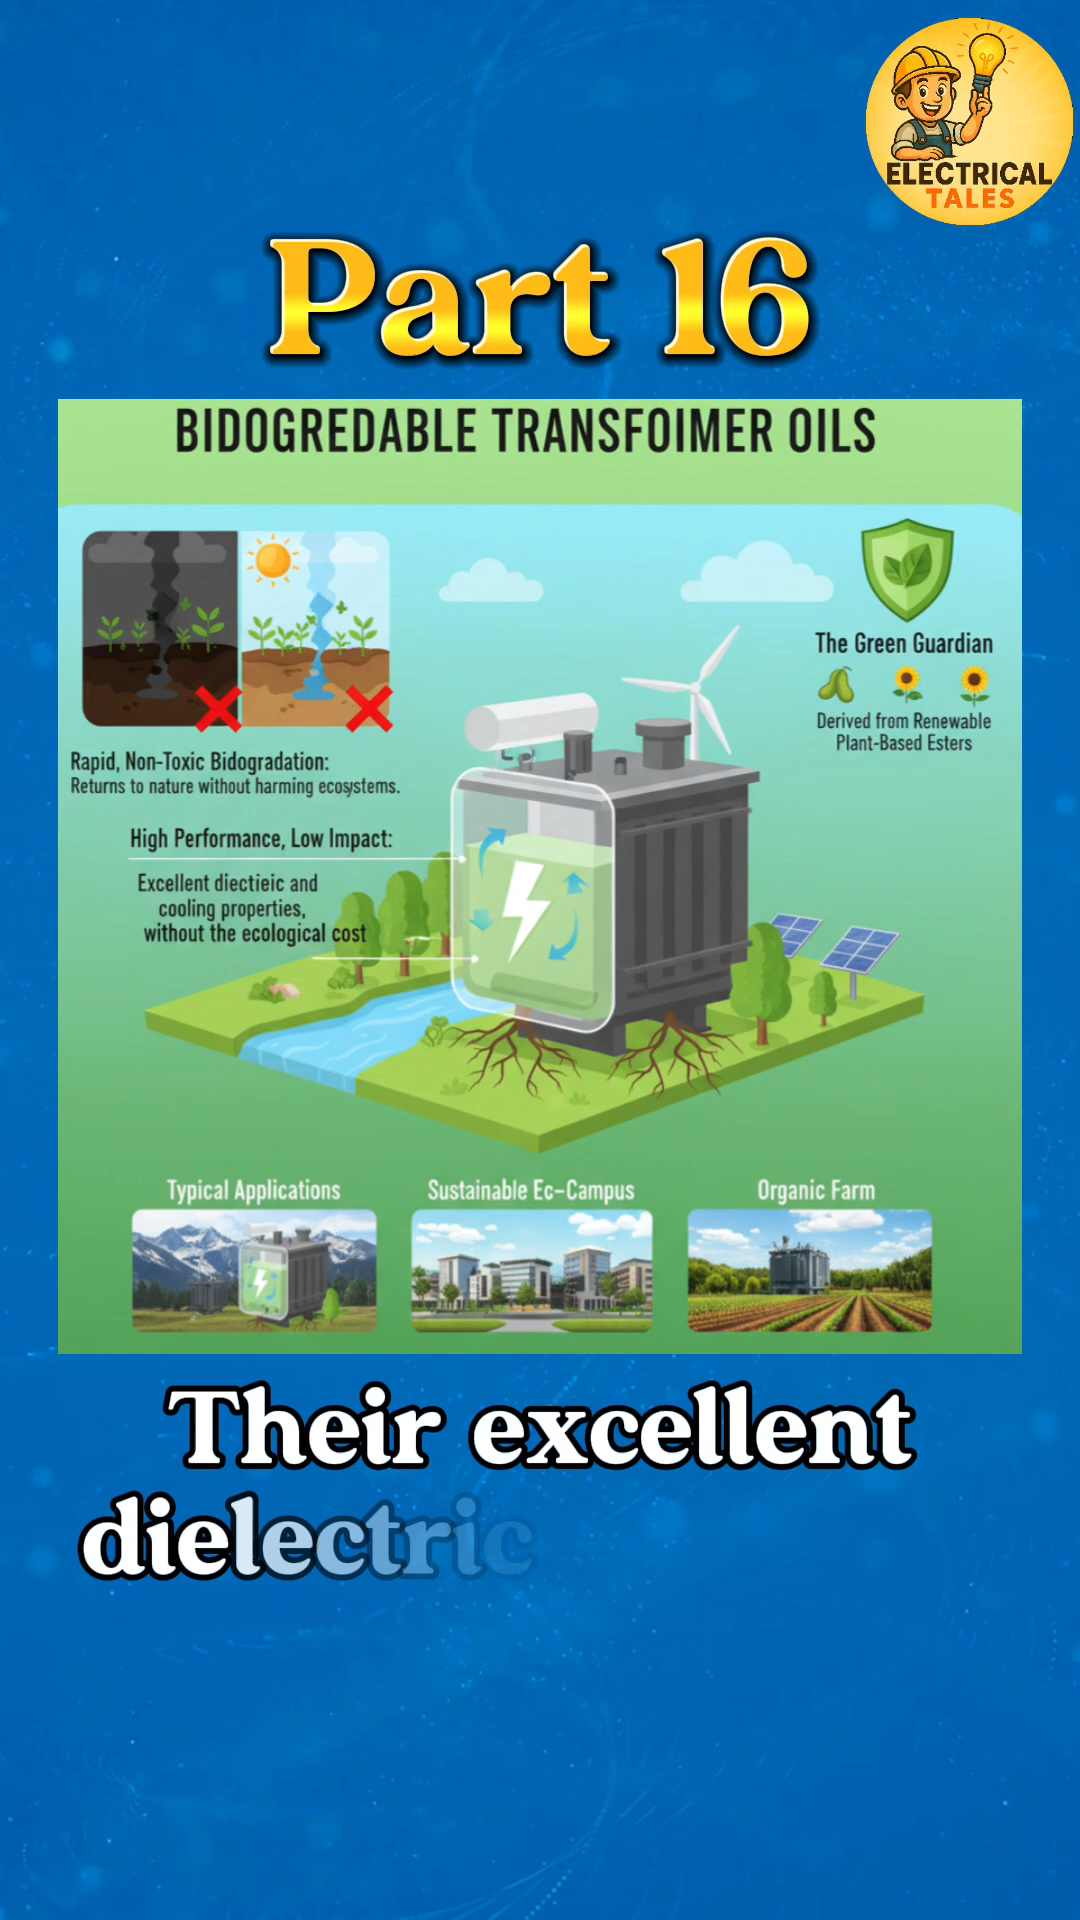 ELECTRICAL
TALES
Part 16
BIDOGREDABLE TRANSFOIMER OILS
The Green Guardian
Derived from Renewable
Plant-Based Esters
Rapid, Non-Toxic Bidogradation:
Returns to nature without harming ecosystems.
High Performance, Low Impact:
Excellent diectieic and
cooling properties,
without the ecological cost
Typical Applications
Sustainable Ec-Campus
Organic Farm
Their excellent
dielectric